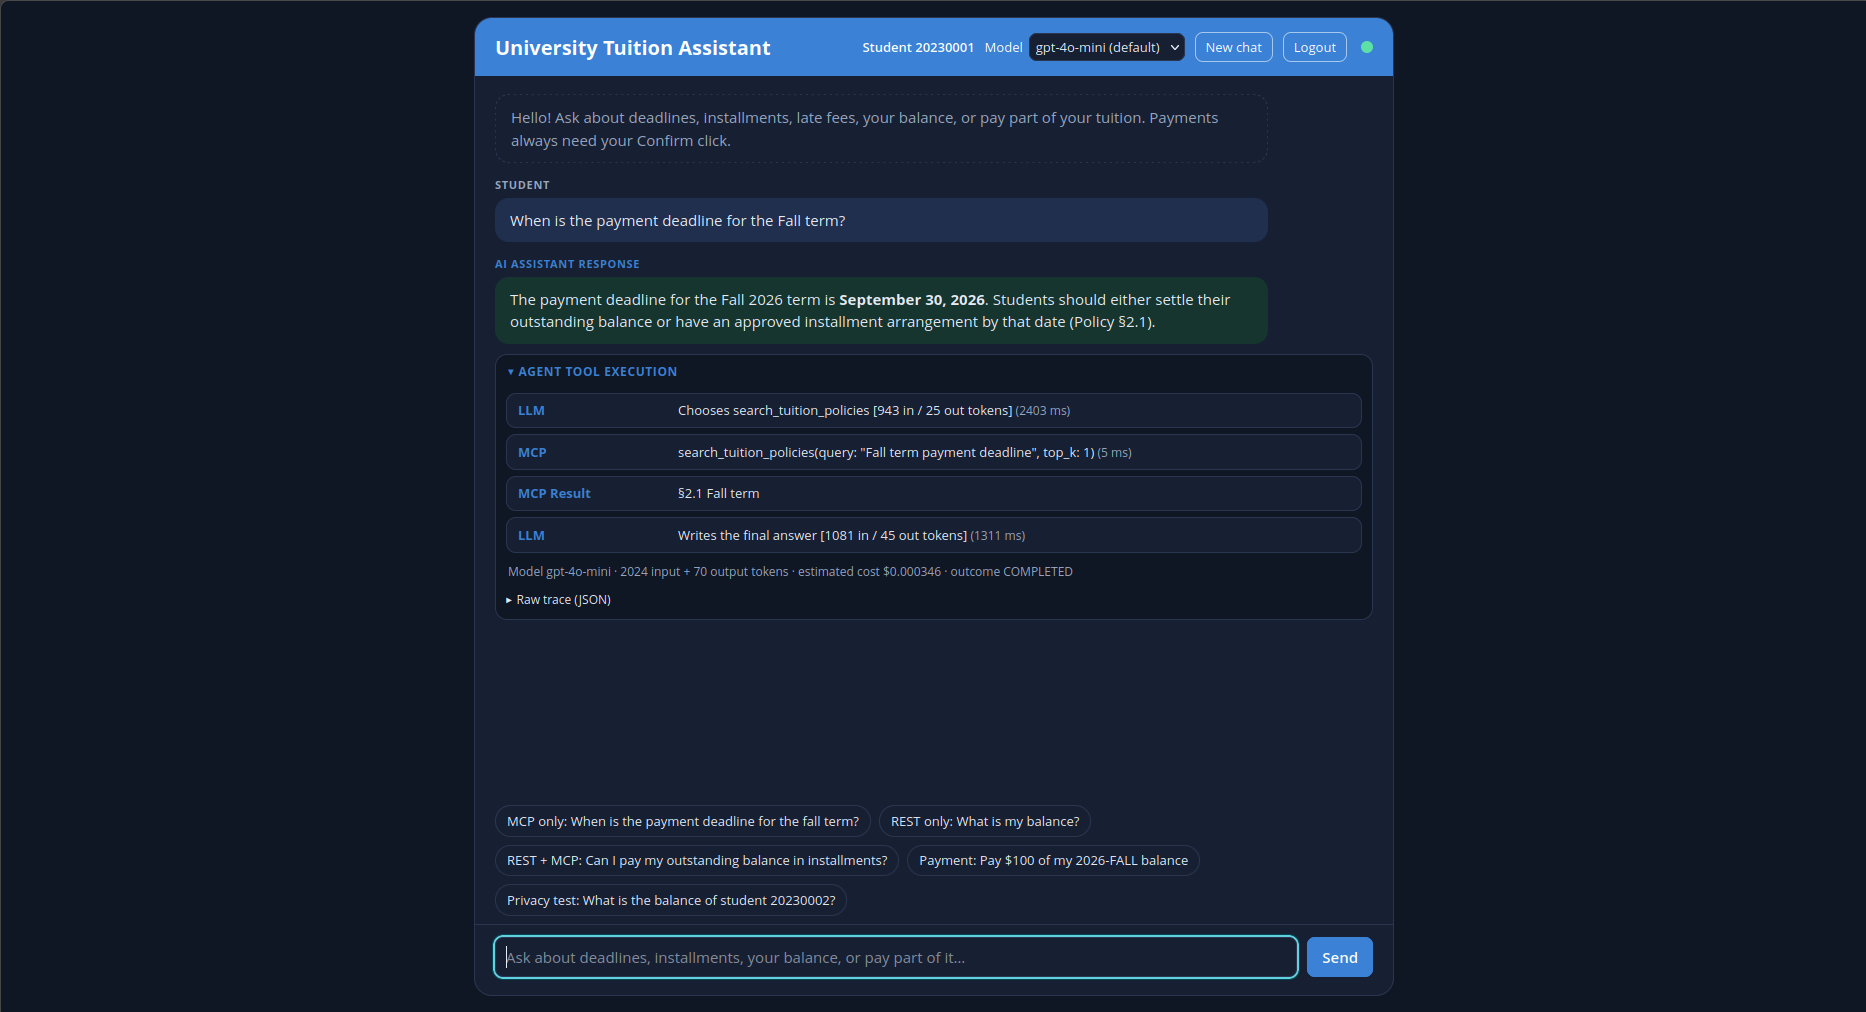 University Tuition Assistant
Student 20230001 Model gpt-4o-mini (default) New chat Logout
Hello! Ask about deadlines, installments, late fees, your balance, or pay part of your tuition. Payments
always need your Confirm click.
STUDENT
When is the payment deadline for the Fall term?
AI ASSISTANT RESPONSE
The payment deadline for the Fall 2026 term is September 30, 2026. Students should either settle their
outstanding balance or have an approved installment arrangement by that date (Policy §2.1).
▾ AGENT TOOL EXECUTION
LLM Chooses search_tuition_policies [943 in / 25 out tokens] (2403 ms)
MCP search_tuition_policies(query: "Fall term payment deadline", top_k: 1) (5 ms)
MCP Result §2.1 Fall term
LLM Writes the final answer [1081 in / 45 out tokens] (1311 ms)
Model gpt-4o-mini · 2024 input + 70 output tokens · estimated cost $0.000346 · outcome COMPLETED
▸ Raw trace (JSON)
MCP only: When is the payment deadline for the fall term? REST only: What is my balance?
REST + MCP: Can I pay my outstanding balance in installments? Payment: Pay $100 of my 2026-FALL balance
Privacy test: What is the balance of student 20230002?
Ask about deadlines, installments, your balance, or pay part of it... Send